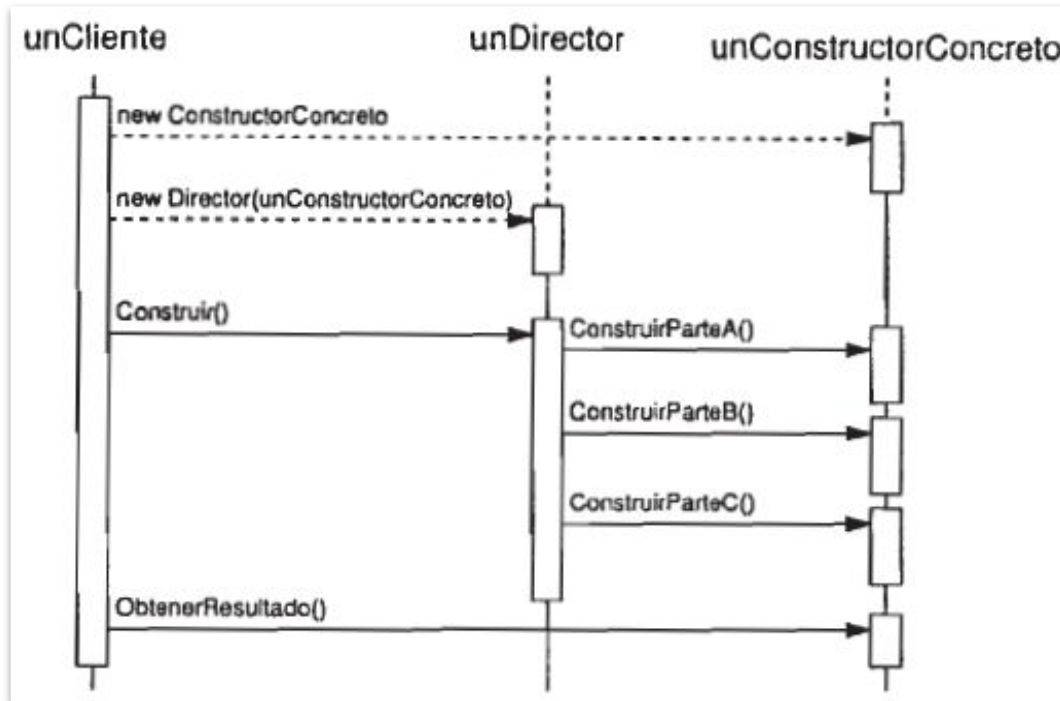 unCliente
unDirector
unConstructorConcreto
new ConstructorConcreto
new Director(unConstructorConcreto)
Construir()
ConstruirParteA()
ConstruirParteB()
ConstruirParteC()
ObtenerResultado()